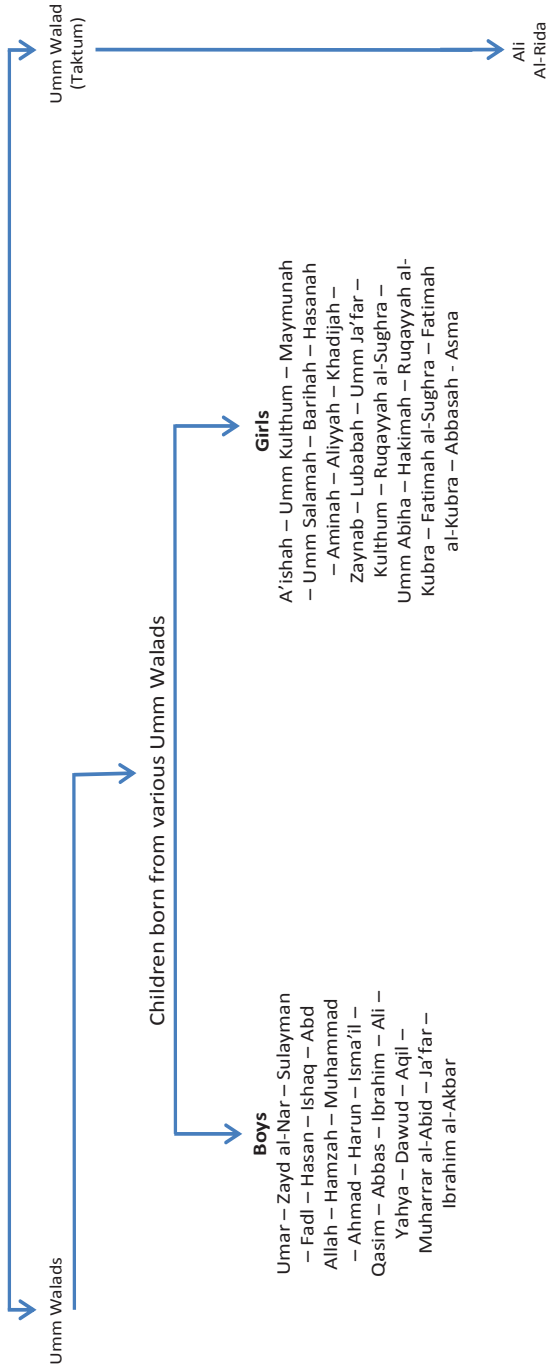 Umm Walads
Umm Walad
(Taktum)
Children born from various Umm Walads
Boys
Umar – Zayd al-Nar – Sulayman
– Fadl – Hasan – Ishaq – Abd
Allah – Hamzah – Muhammad
– Ahmad – Harun – Isma’il –
Qasim – Abbas – Ibrahim – Ali –
Yahya – Dawud – Aqil –
Muharrar al-Abid – Ja’far –
Ibrahim al-Akbar
Girls
A’ishah – Umm Kulthum – Maymunah
– Umm Salamah – Barihah – Hasanah
– Aminah – Aliyyah – Khadijah –
Zaynab – Lubabah – Umm Ja’far –
Kulthum – Ruqayyah al-Sughra –
Umm Abiha – Hakimah – Ruqayyah al-
Kubra – Fatimah al-Sughra – Fatimah
al-Kubra – Abbasah - Asma
Ali
Al-Rida